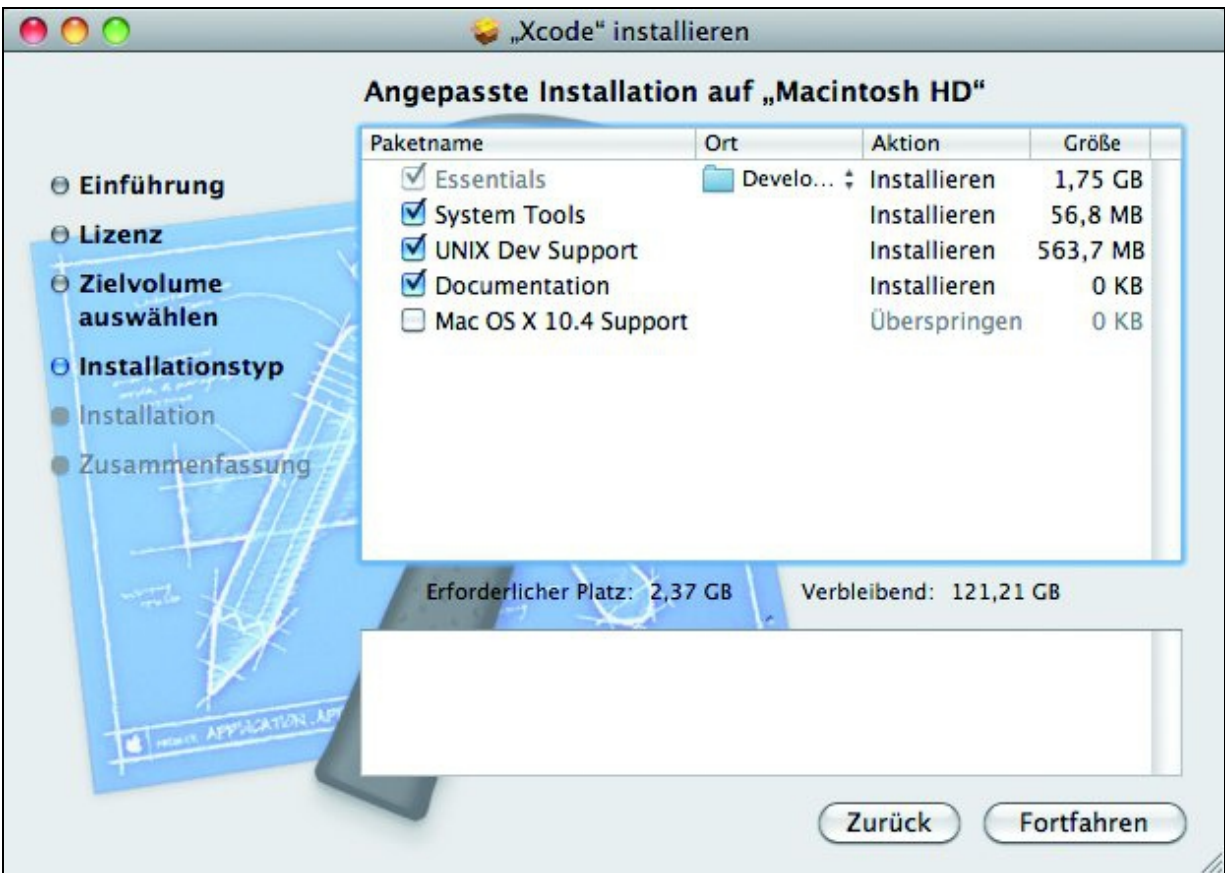 „Xcode“ installieren
Angepasste Installation auf „Macintosh HD“
Einführung
Lizenz
Zielvolume
auswählen
Installationstyp
Installation
Zusammenfassung
Paketname Ort Aktion Größe
Essentials Develo... Installieren 1,75 GB
System Tools Installieren 56,8 MB
UNIX Dev Support Installieren 563,7 MB
Documentation Installieren 0 KB
Mac OS X 10.4 Support Überspringen 0 KB
Erforderlicher Platz: 2,37 GB Verbleibend: 121,21 GB
APPLICATION .APP
Zurück Fortfahren